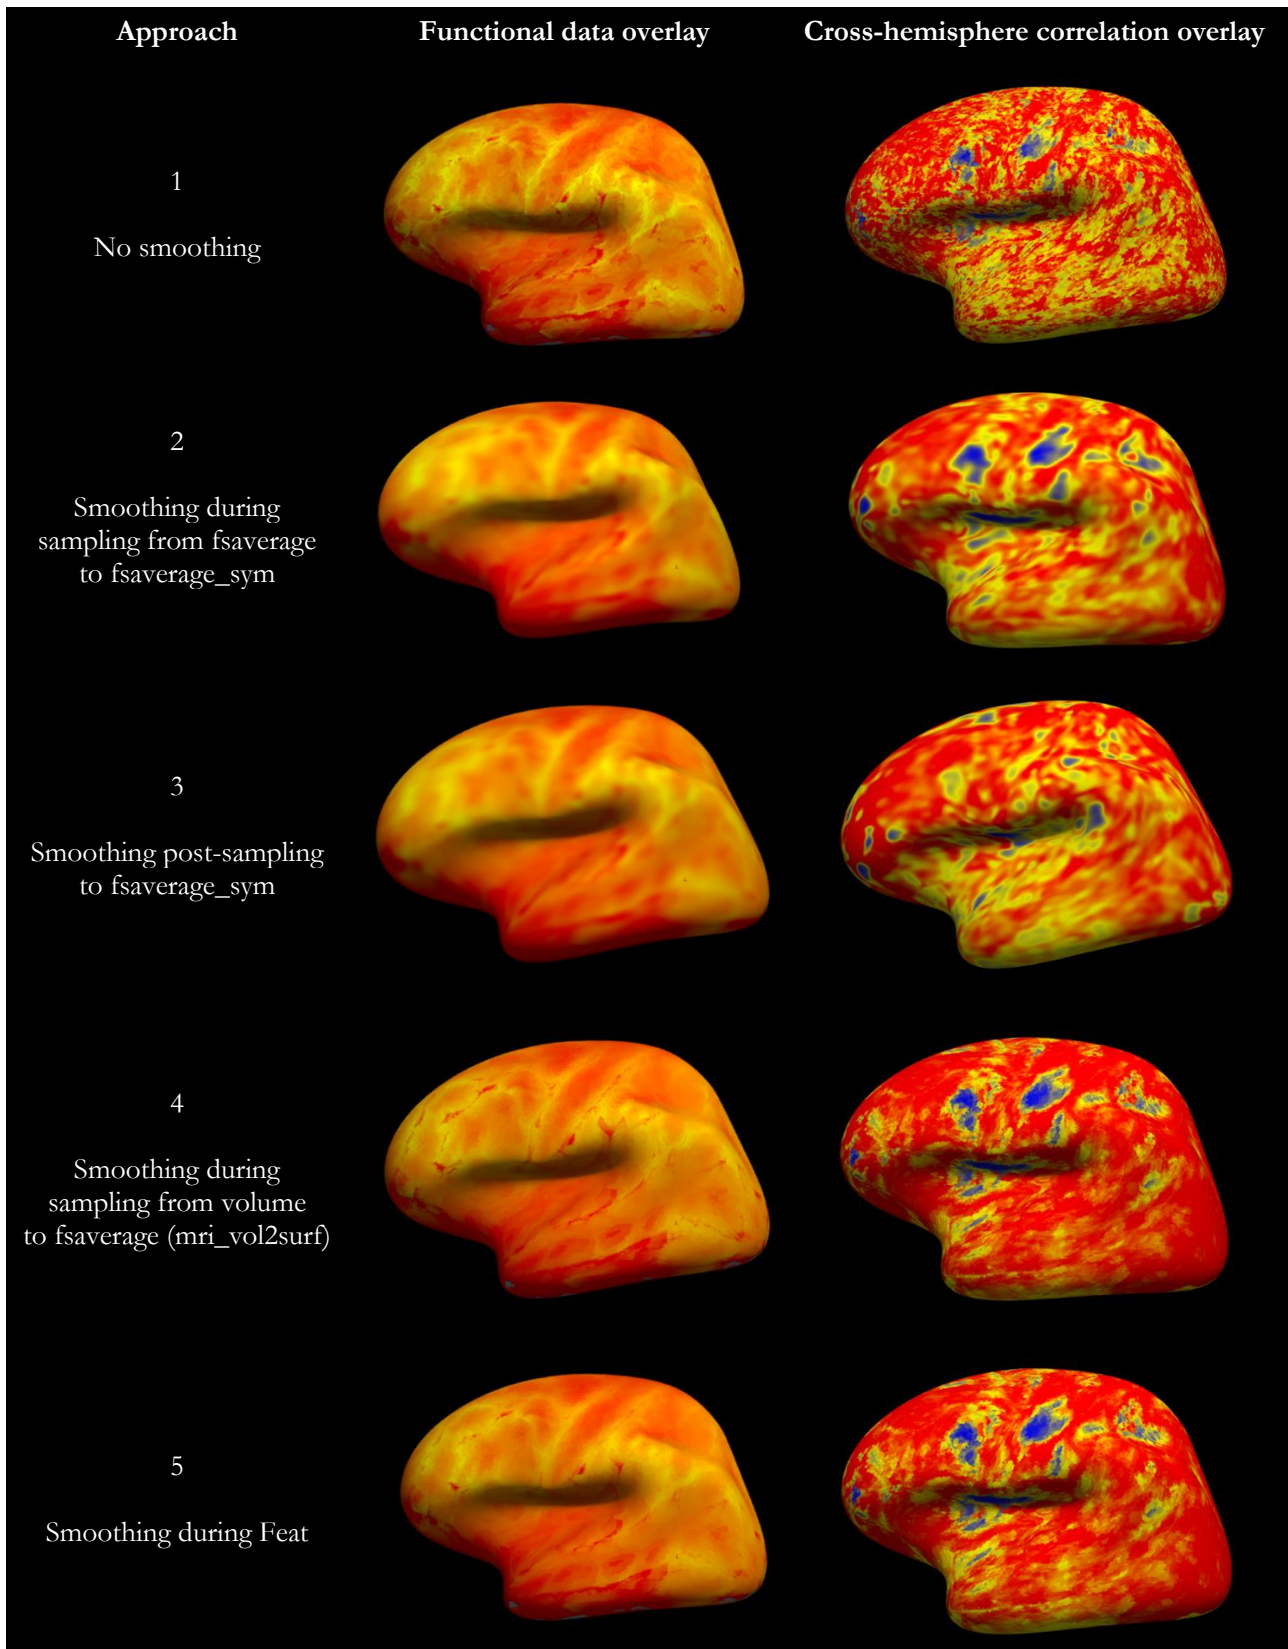 Approach
Functional data overlay
Cross-hemisphere correlation overlay
1
No smoothing
2
Smoothing during
sampling from fsaverage
to fsaverage_sym
3
Smoothing post-sampling
to fsaverage_sym
4
Smoothing during
sampling from volume
to fsaverage (mri_vol2surf)
5
Smoothing during Feat